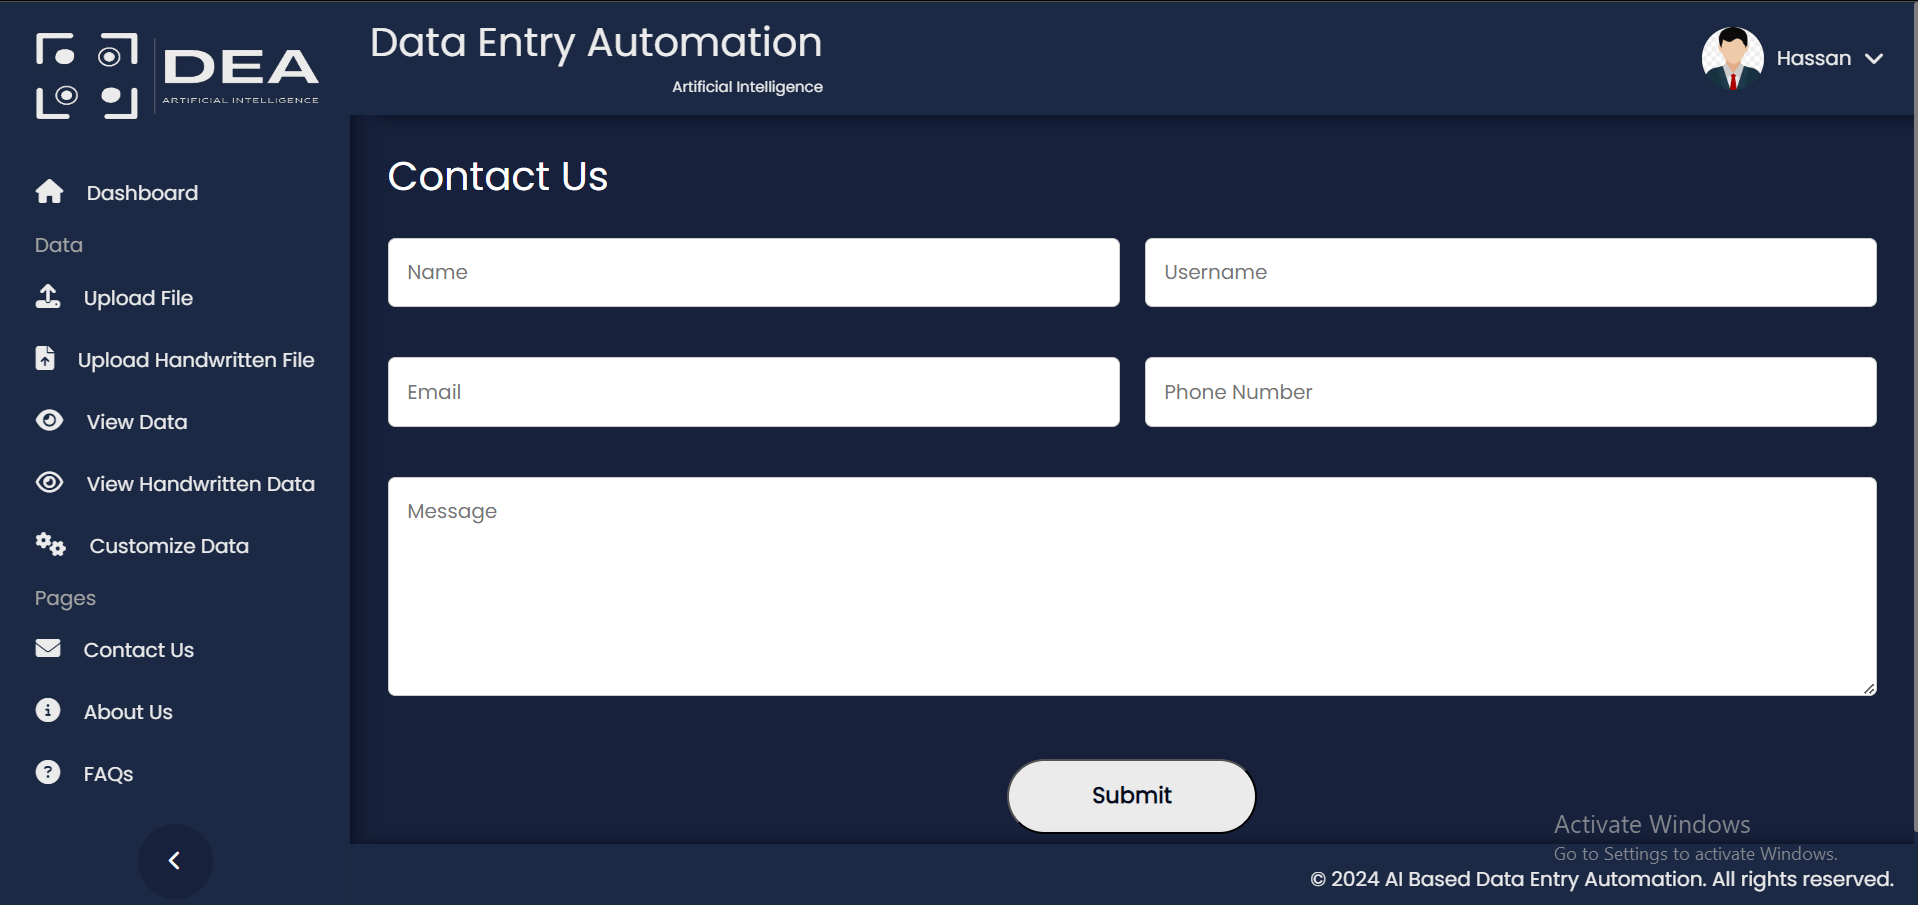 DEA
ARTIFICIAL INTELLIGENCE
Data Entry Automation
Artificial Intelligence
Hassan
Dashboard
Data
Upload File
Upload Handwritten File
View Data
View Handwritten Data
Customize Data
Pages
Contact Us
About Us
FAQs
Contact Us
Name
Username
Email
Phone Number
Message
Submit
Activate Windows
Go to Settings to activate Windows.
© 2024 AI Based Data Entry Automation. All rights reserved.